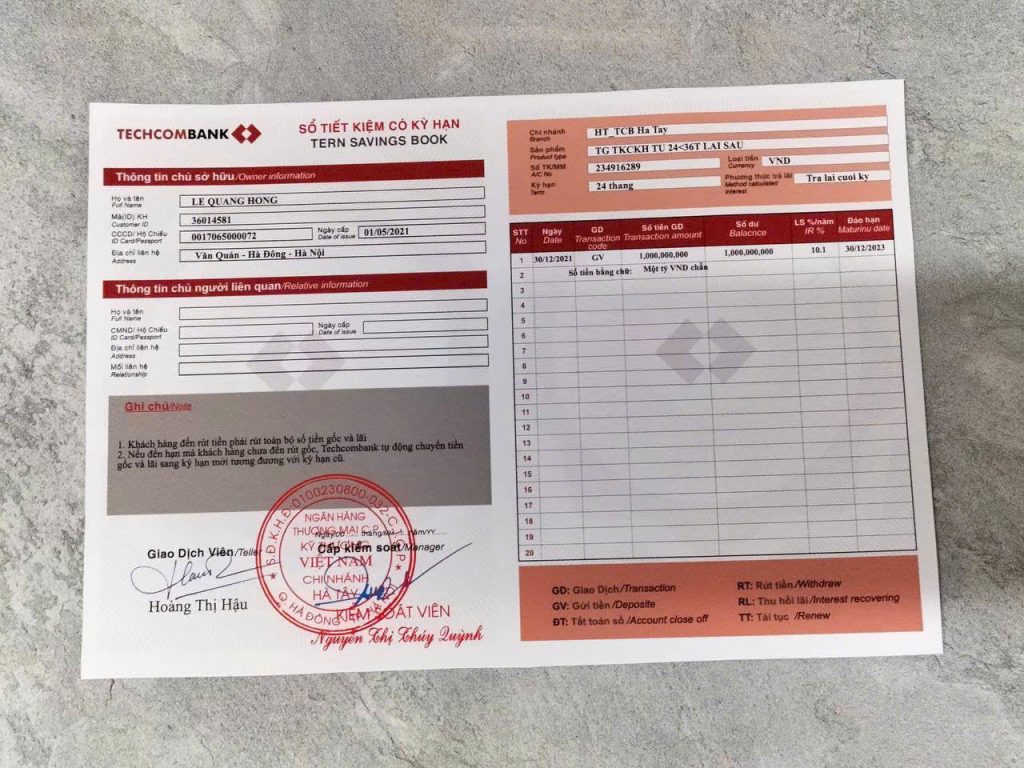 TECHCOMBANK
SỔ TIẾT KIỆM CÓ KỲ HẠN
TERN SAVINGS BOOK
Thông tin chủ sở hữu/Owner information
Họ và tên
Full Name
LE QUANG HONG
Mã(ID) KH
Customer ID
36014581
CCCD/ Hộ Chiếu
ID Card/Passport
0017065000072
Ngày cấp
Date of issue
01/05/2021
Địa chỉ liên hệ
Address
Văn Quán - Hà Đông - Hà Nội
Thông tin chủ người liên quan/Relative information
Họ và tên
Full Name
CMND/ Hộ Chiếu
ID Card/Passport
Ngày cấp
Date of issue
Địa chỉ liên hệ
Address
Mối liên hệ
Relationship
Ghi chú/Note
1. Khách hàng đến rút tiền phải rút toàn bộ số tiền gốc và lãi
2. Nếu đến hạn mà khách hàng chưa đến rút gốc, Techcombank tự động chuyển tiền
gốc và lãi sang kỳ hạn mới tương đương với kỳ hạn cũ.
Giao Dịch Viên/Teller
Hoàng Thị Hậu
Cấp kiểm soát/Manager
S.Đ.K.H.Đ:0100230800-032-C.T.C.P
NGÂN HÀNG
THƯƠNG MẠI C.P
KỸ THƯƠNG
VIỆT NAM
CHI NHÁNH
HÀ TÂY
Q. HÀ ĐÔNG
KIỂM SOÁT VIÊN
Nguyễn Thị Thúy Quỳnh
Chi nhánh
Branch
HT_TCB Ha Tay
Sản phẩm
Product type
TG TKCKH TU 24<36T LAI SAU
Số TK/MM
A/C No
234916289
Loại tiền
Currency
VND
Kỳ hạn
Term
24 thang
Phương thức trả lãi
Method calculated
interest
Tra lai cuoi ky
STT
No
Ngày
Date
GD
Transaction
code
Số tiền GD
Transaction amount
Số dư
Balacnce
LS %/năm
IR %
Đáo hạn
Maturinu date
1 30/12/2021 GV 1,000,000,000 1,000,000,000 10.1 30/12/2023
2 Số tiền bằng chữ: Một tỷ VND chẵn
3
4
5
6
7
8
9
10
11
12
13
14
15
16
17
18
19
20
GD: Giao Dịch/Transaction
GV: Gửi tiền/Deposite
ĐT: Tất toán sổ/Account close off
RT: Rút tiền/Withdraw
RL: Thu hồi lãi/Interest recovering
TT: Tái tục /Renew